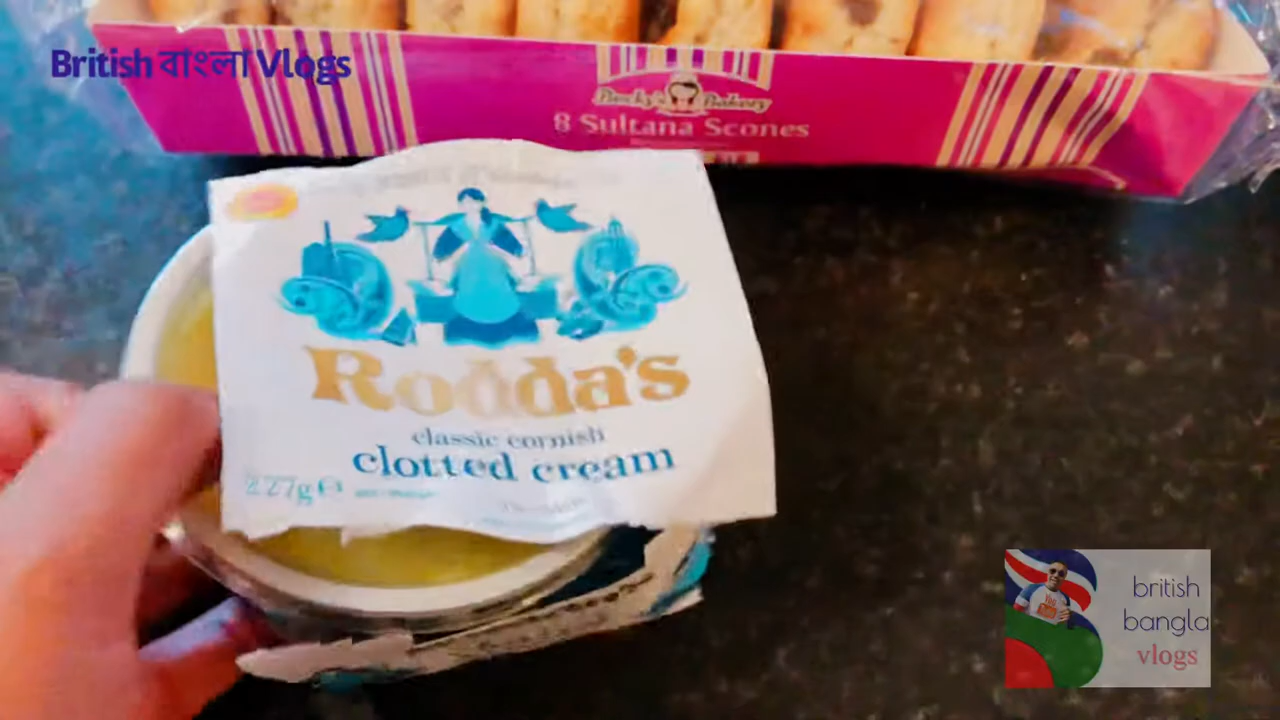 British বাংলা Vlogs
Becky's Bakery
8 Sultana Scones
Rodda's
classic cornish
clotted cream
227g e
british
bangla
vlogs